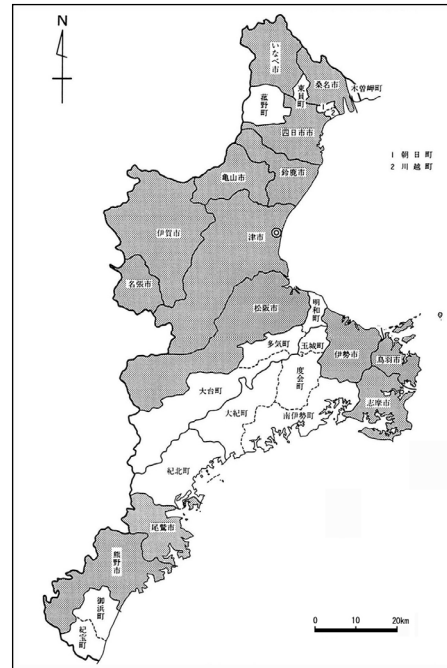 N
いなべ市
桑名市
東員町
木曽岬町
菰野町
1
2
四日市市
1 朝日町
2 川越町
亀山市
鈴鹿市
伊賀市
津市
名張市
松阪市
明和町
多気町
玉城町
伊勢市
鳥羽市
度会町
大台町
大紀町
南伊勢町
志摩市
紀北町
尾鷲市
熊野市
御浜町
紀宝町
0 10 20km